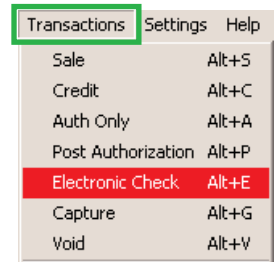 Transactions Settings Help
Sale Alt+S
Credit Alt+C
Auth Only Alt+A
Post Authorization Alt+P
Electronic Check Alt+E
Capture Alt+G
Void Alt+V